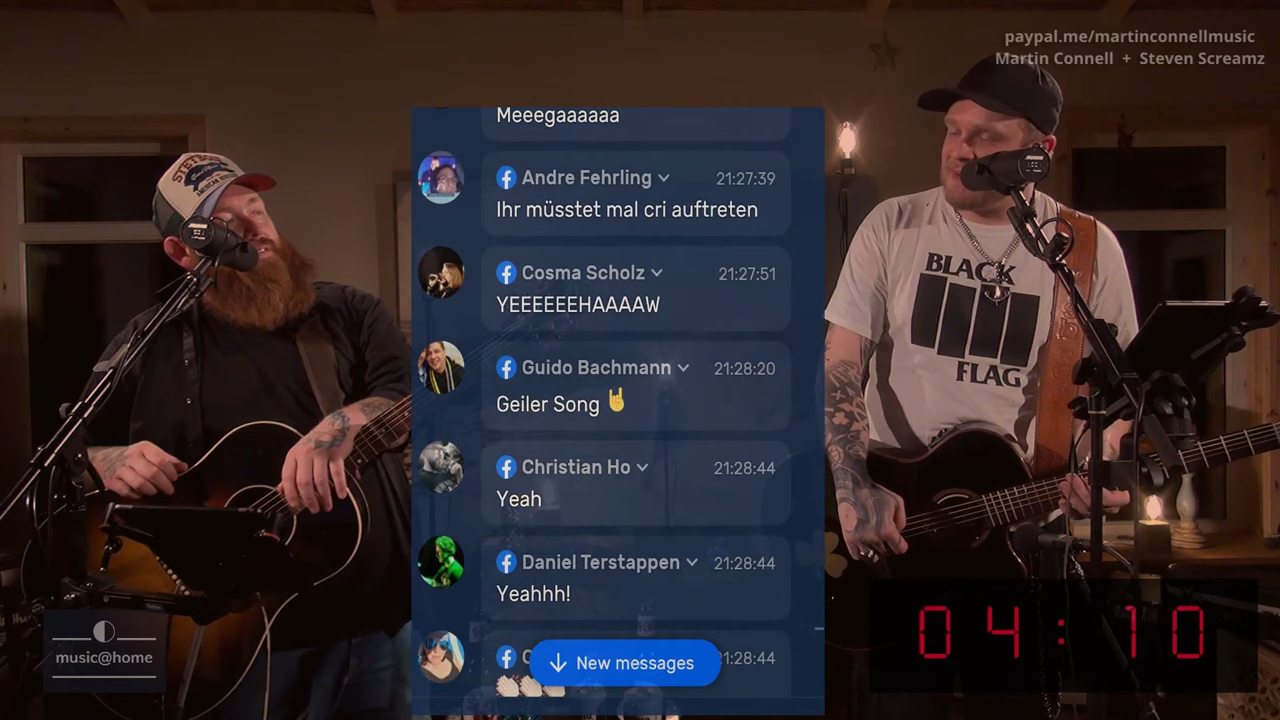 paypal.me/martinconnellmusic
Martin Connell + Steven Screamz
Meeegaaaaaa
Andre Fehrling 21:27:39
Ihr müsstet mal cri auftreten
Cosma Scholz 21:27:51
YEEEEEEHAAAAW
Guido Bachmann 21:28:20
Geiler Song 🤘
Christian Ho 21:28:44
Yeah
Daniel Terstappen 21:28:44
Yeahhh!
C 21:28:44
New messages
STETSON
AMERICAN
BLACK
FLAG
music@home
04:10